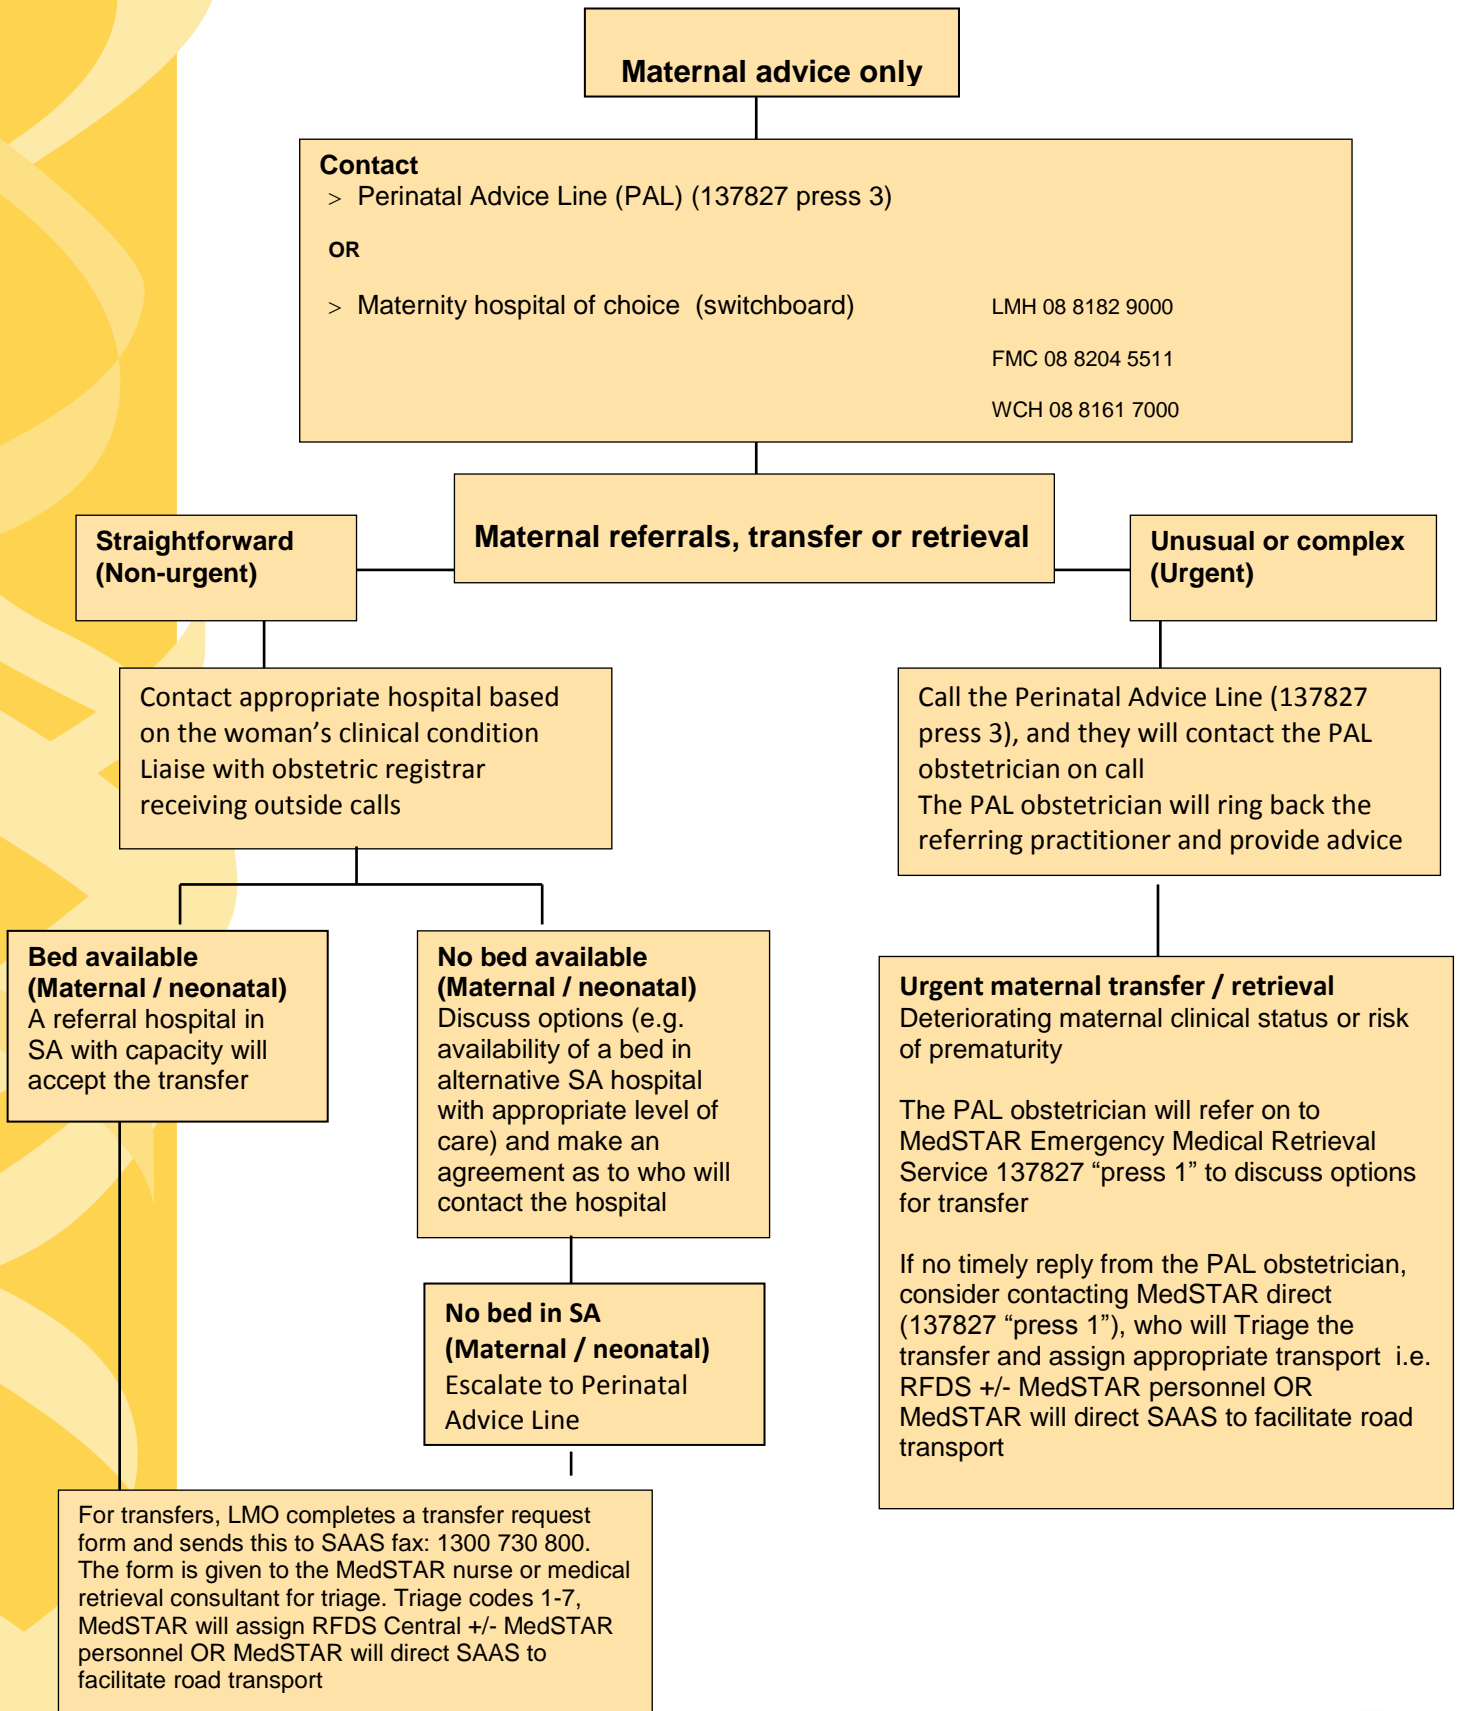 Maternal advice only
Contact
> Perinatal Advice Line (PAL) (137827 press 3)
OR
> Maternity hospital of choice (switchboard) LMH 08 8182 9000
FMC 08 8204 5511
WCH 08 8161 7000
Maternal referrals, transfer or retrieval
Straightforward
(Non-urgent)
Unusual or complex
(Urgent)
Contact appropriate hospital based
on the woman's clinical condition
Liaise with obstetric registrar
receiving outside calls
Call the Perinatal Advice Line (137827
press 3), and they will contact the PAL
obstetrician on call
The PAL obstetrician will ring back the
referring practitioner and provide advice
Bed available
(Maternal / neonatal)
A referral hospital in
SA with capacity will
accept the transfer
No bed available
(Maternal / neonatal)
Discuss options (e.g.
availability of a bed in
alternative SA hospital
with appropriate level of
care) and make an
agreement as to who will
contact the hospital
Urgent maternal transfer / retrieval
Deteriorating maternal clinical status or risk
of prematurity
The PAL obstetrician will refer on to
MedSTAR Emergency Medical Retrieval
Service 137827 “press 1” to discuss options
for transfer
If no timely reply from the PAL obstetrician,
consider contacting MedSTAR direct
(137827 “press 1”), who will Triage the
transfer and assign appropriate transport i.e.
RFDS +/- MedSTAR personnel OR
MedSTAR will direct SAAS to facilitate road
transport
No bed in SA
(Maternal / neonatal)
Escalate to Perinatal
Advice Line
For transfers, LMO completes a transfer request
form and sends this to SAAS fax: 1300 730 800.
The form is given to the MedSTAR nurse or medical
retrieval consultant for triage. Triage codes 1-7,
MedSTAR will assign RFDS Central +/- MedSTAR
personnel OR MedSTAR will direct SAAS to
facilitate road transport